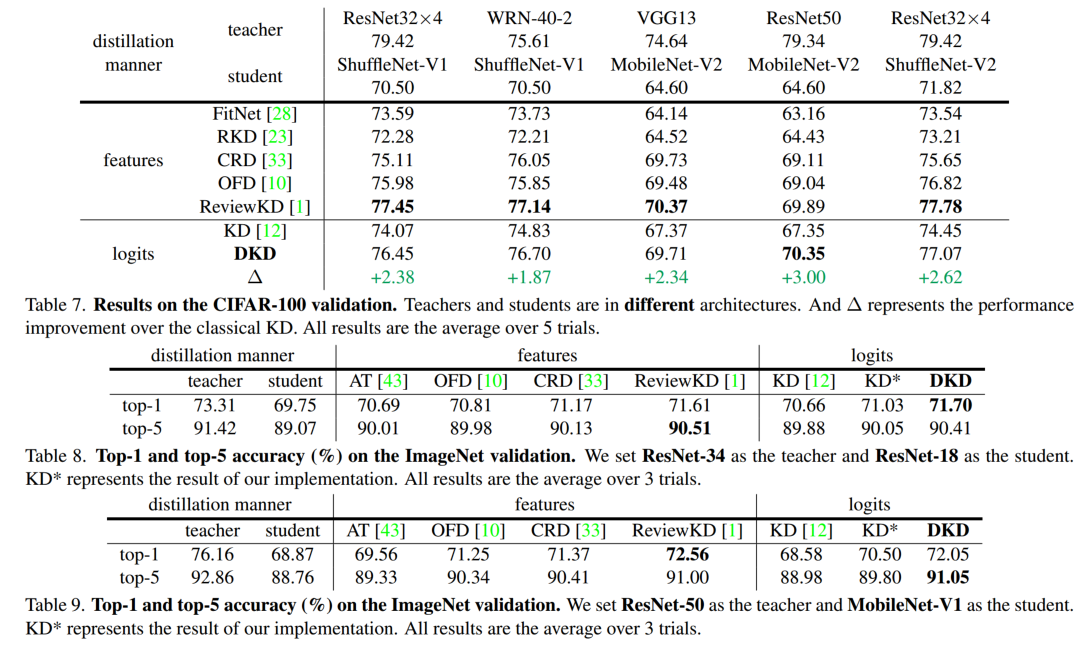 distillation manner teacher ResNet32×4 WRN-40-2 VGG13 ResNet50 ResNet32×4
79.42 75.61 74.64 79.34 79.42
student ShuffleNet-V1 ShuffleNet-V1 MobileNet-V2 MobileNet-V2 ShuffleNet-V2
70.50 70.50 64.60 64.60 71.82
features FitNet [28] 73.59 73.73 64.14 63.16 73.54
RKD [23] 72.28 72.21 64.52 64.43 73.21
CRD [33] 75.11 76.05 69.73 69.11 75.65
OFD [10] 75.98 75.85 69.48 69.04 76.82
ReviewKD [1] 77.45 77.14 70.37 69.89 77.78
logits KD [12] 74.07 74.83 67.37 67.35 74.45
DKD 76.45 76.70 69.71 70.35 77.07
Δ +2.38 +1.87 +2.34 +3.00 +2.62
Table 7. Results on the CIFAR-100 validation. Teachers and students are in different architectures. And Δ represents the performance
improvement over the classical KD. All results are the average over 5 trials.
distillation manner features logits
teacher student AT [43] OFD [10] CRD [33] ReviewKD [1] KD [12] KD* DKD
top-1 73.31 69.75 70.69 70.81 71.17 71.61 70.66 71.03 71.70
top-5 91.42 89.07 90.01 89.98 90.13 90.51 89.88 90.05 90.41
Table 8. Top-1 and top-5 accuracy (%) on the ImageNet validation. We set ResNet-34 as the teacher and ResNet-18 as the student.
KD* represents the result of our implementation. All results are the average over 3 trials.
distillation manner features logits
teacher student AT [43] OFD [10] CRD [33] ReviewKD [1] KD [12] KD* DKD
top-1 76.16 68.87 69.56 71.25 71.37 72.56 68.58 70.50 72.05
top-5 92.86 88.76 89.33 90.34 90.41 91.00 88.98 89.80 91.05
Table 9. Top-1 and top-5 accuracy (%) on the ImageNet validation. We set ResNet-50 as the teacher and MobileNet-V1 as the student.
KD* represents the result of our implementation. All results are the average over 3 trials.